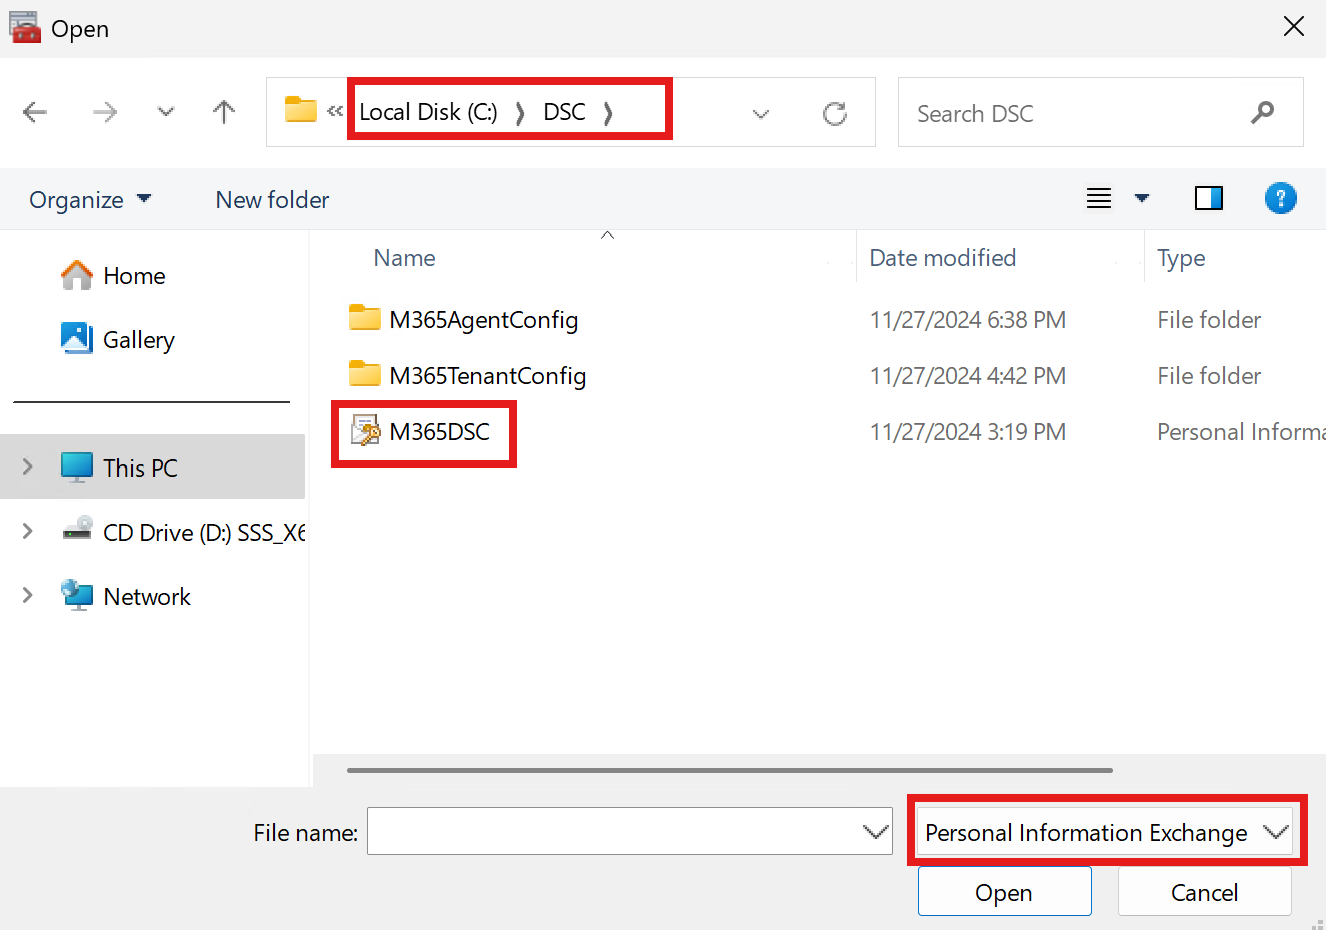 Open
« Local Disk (C:) ❯ DSC ❯
Search DSC
Organize
New folder
Name
Date modified
Type
Home
Gallery
This PC
CD Drive (D:) SSS_X6
Network
M365AgentConfig 11/27/2024 6:38 PM File folder
M365TenantConfig 11/27/2024 4:42 PM File folder
M365DSC 11/27/2024 3:19 PM Personal Informa
File name:
Personal Information Exchange
Open
Cancel